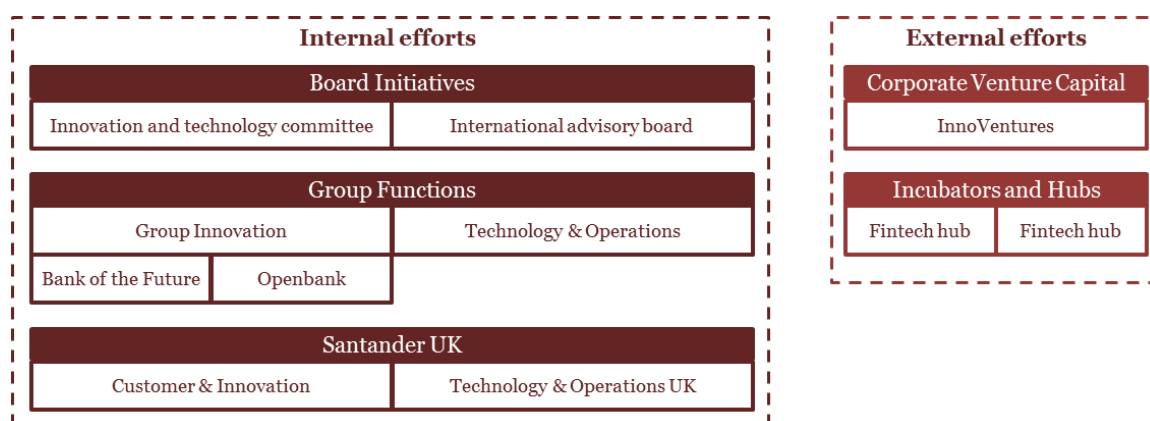 Internal efforts
Board Initiatives
Innovation and technology committee
International advisory board
Group Functions
Group Innovation
Technology & Operations
Bank of the Future
Openbank
Santander UK
Customer & Innovation
Technology & Operations UK
External efforts
Corporate Venture Capital
InnoVentures
Incubators and Hubs
Fintech hub
Fintech hub